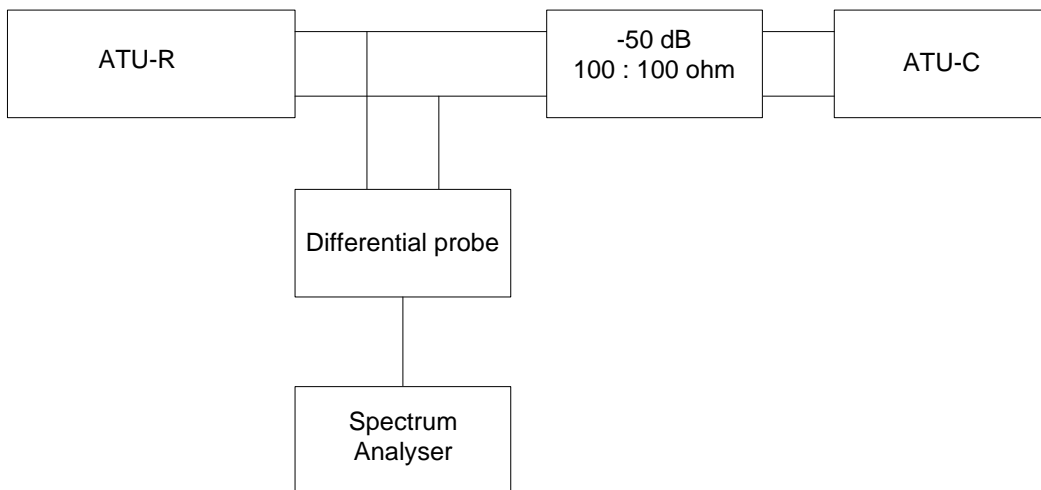 ATU-R
-50 dB
100 : 100 ohm
ATU-C
Differential probe
Spectrum
Analyser